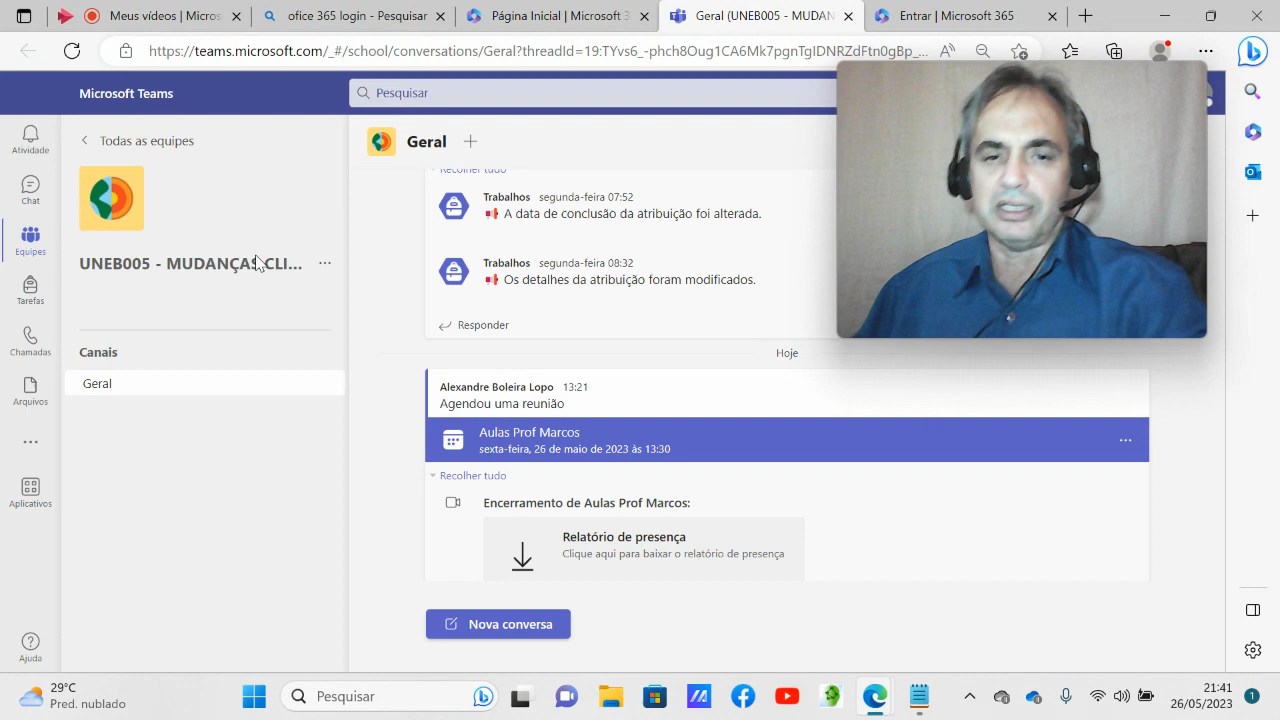 Meus vídeos | Micros
ofice 365 login - Pesquisar
Página Inicial | Microsoft 3
Geral (UNEB005 - MUDAN
Entrar | Microsoft 365
https://teams.microsoft.com/_#/school/conversations/Geral?threadId=19:TYvs6_-phch8Oug1CA6Mk7pgnTgIDNRZdFtn0gBp_...
Microsoft Teams
Pesquisar
Atividade
Chat
Equipes
Tarefas
Chamadas
Arquivos
Aplicativos
Ajuda
Todas as equipes
UNEB005 - MUDANÇAS CLI...
Canais
Geral
Geral
Recolher tudo
Trabalhos segunda-feira 07:52
A data de conclusão da atribuição foi alterada.
Trabalhos segunda-feira 08:32
Os detalhes da atribuição foram modificados.
Responder
Hoje
Alexandre Boleira Lopo 13:21
Agendou uma reunião
Aulas Prof Marcos
sexta-feira, 26 de maio de 2023 às 13:30
Recolher tudo
Encerramento de Aulas Prof Marcos:
Relatório de presença
Clique aqui para baixar o relatório de presença
Nova conversa
29°C
Pred. nublado
Pesquisar
21:41
26/05/2023
1